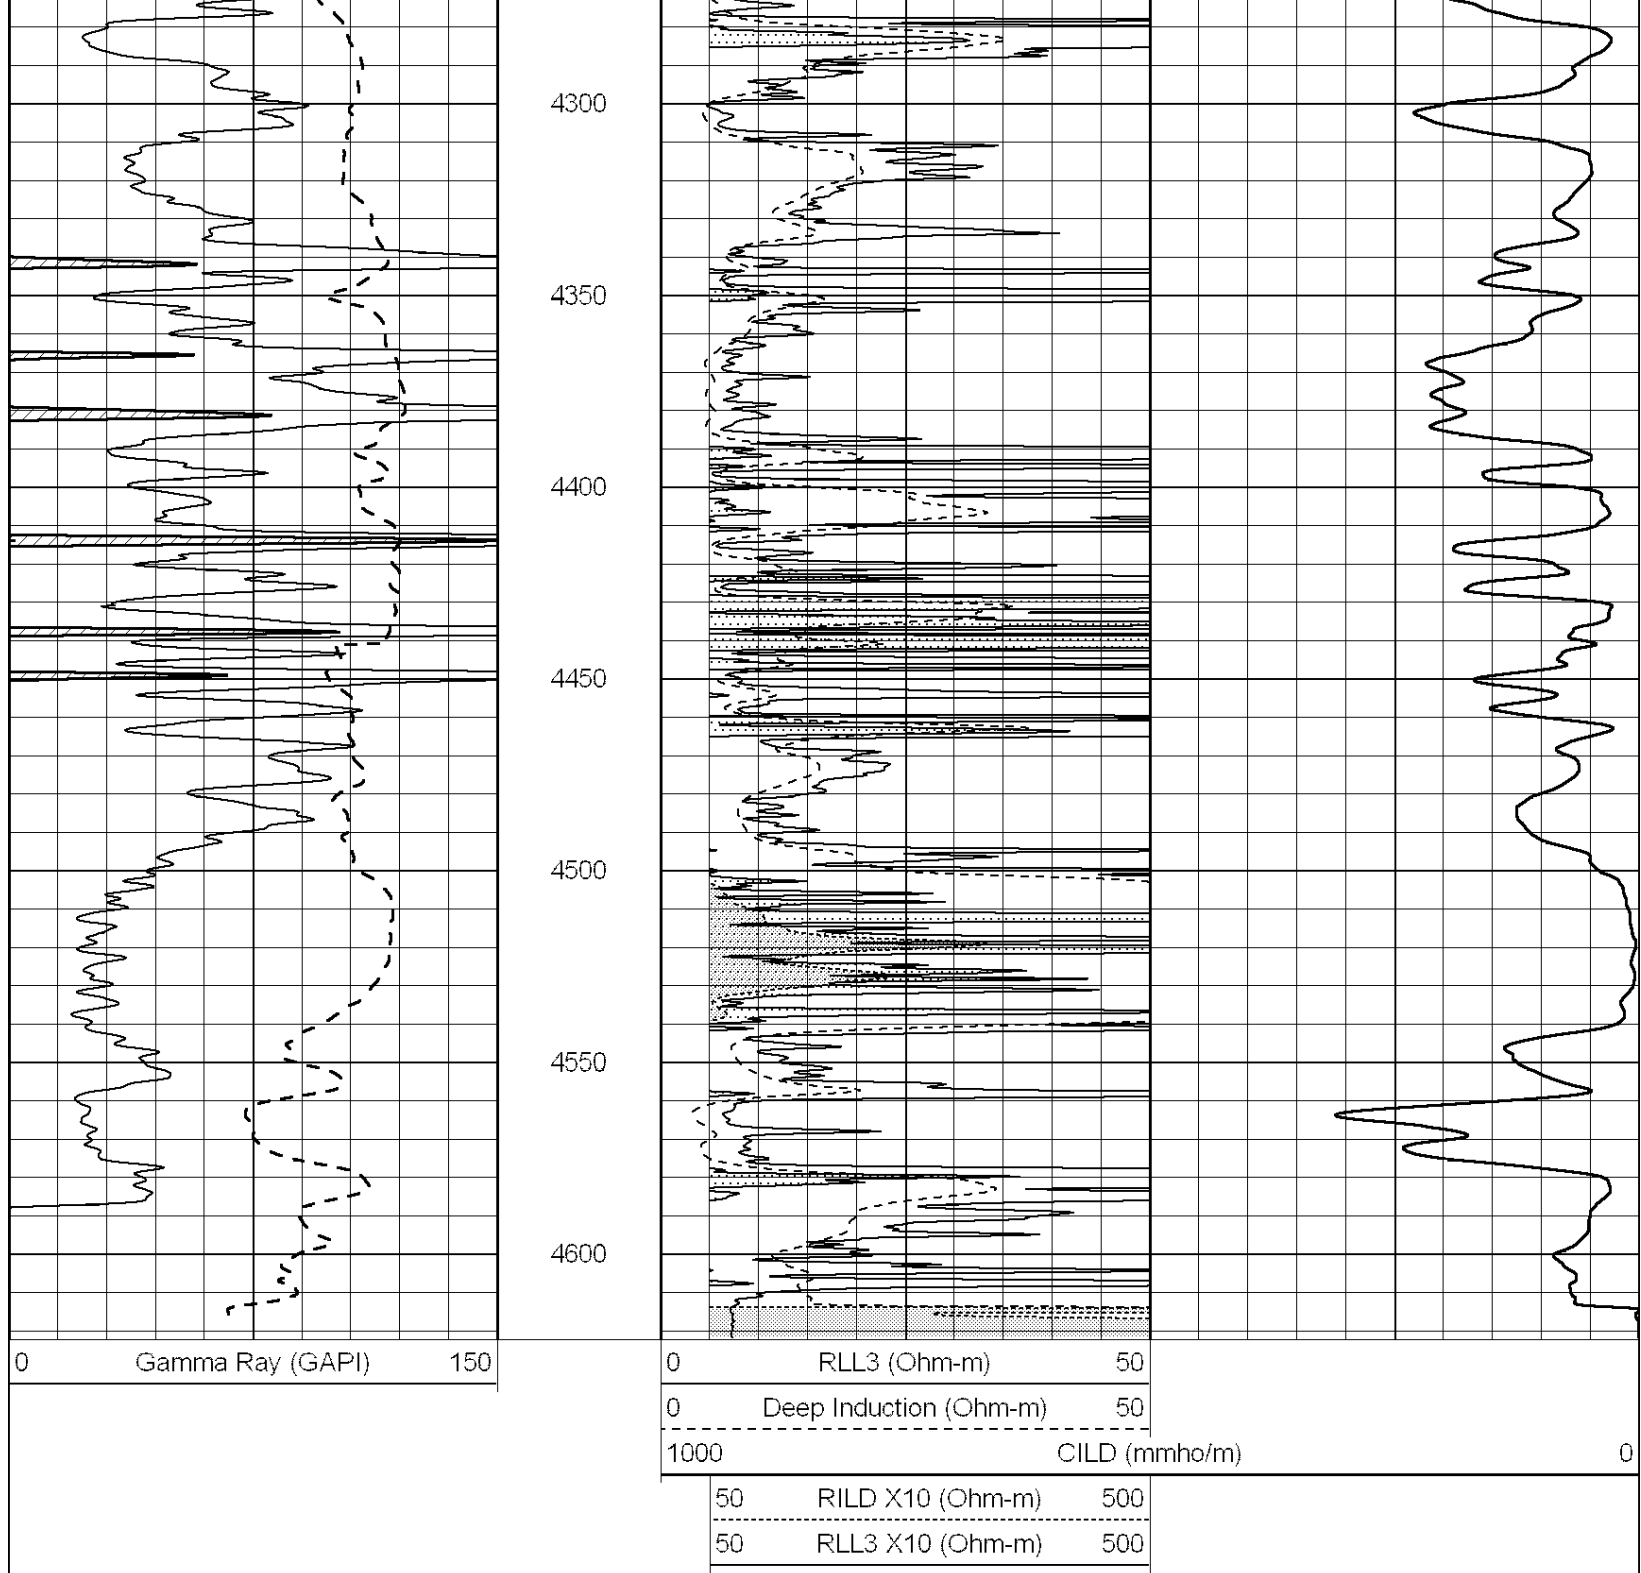 4300
4350
4400
4450
4500
4550
4600
0 Gamma Ray (GAPI) 150
0 RLL3 (Ohm-m) 50
0 Deep Induction (Ohm-m) 50
1000 CILD (mmho/m) 0
50 RILD X10 (Ohm-m) 500
50 RLL3 X10 (Ohm-m) 500